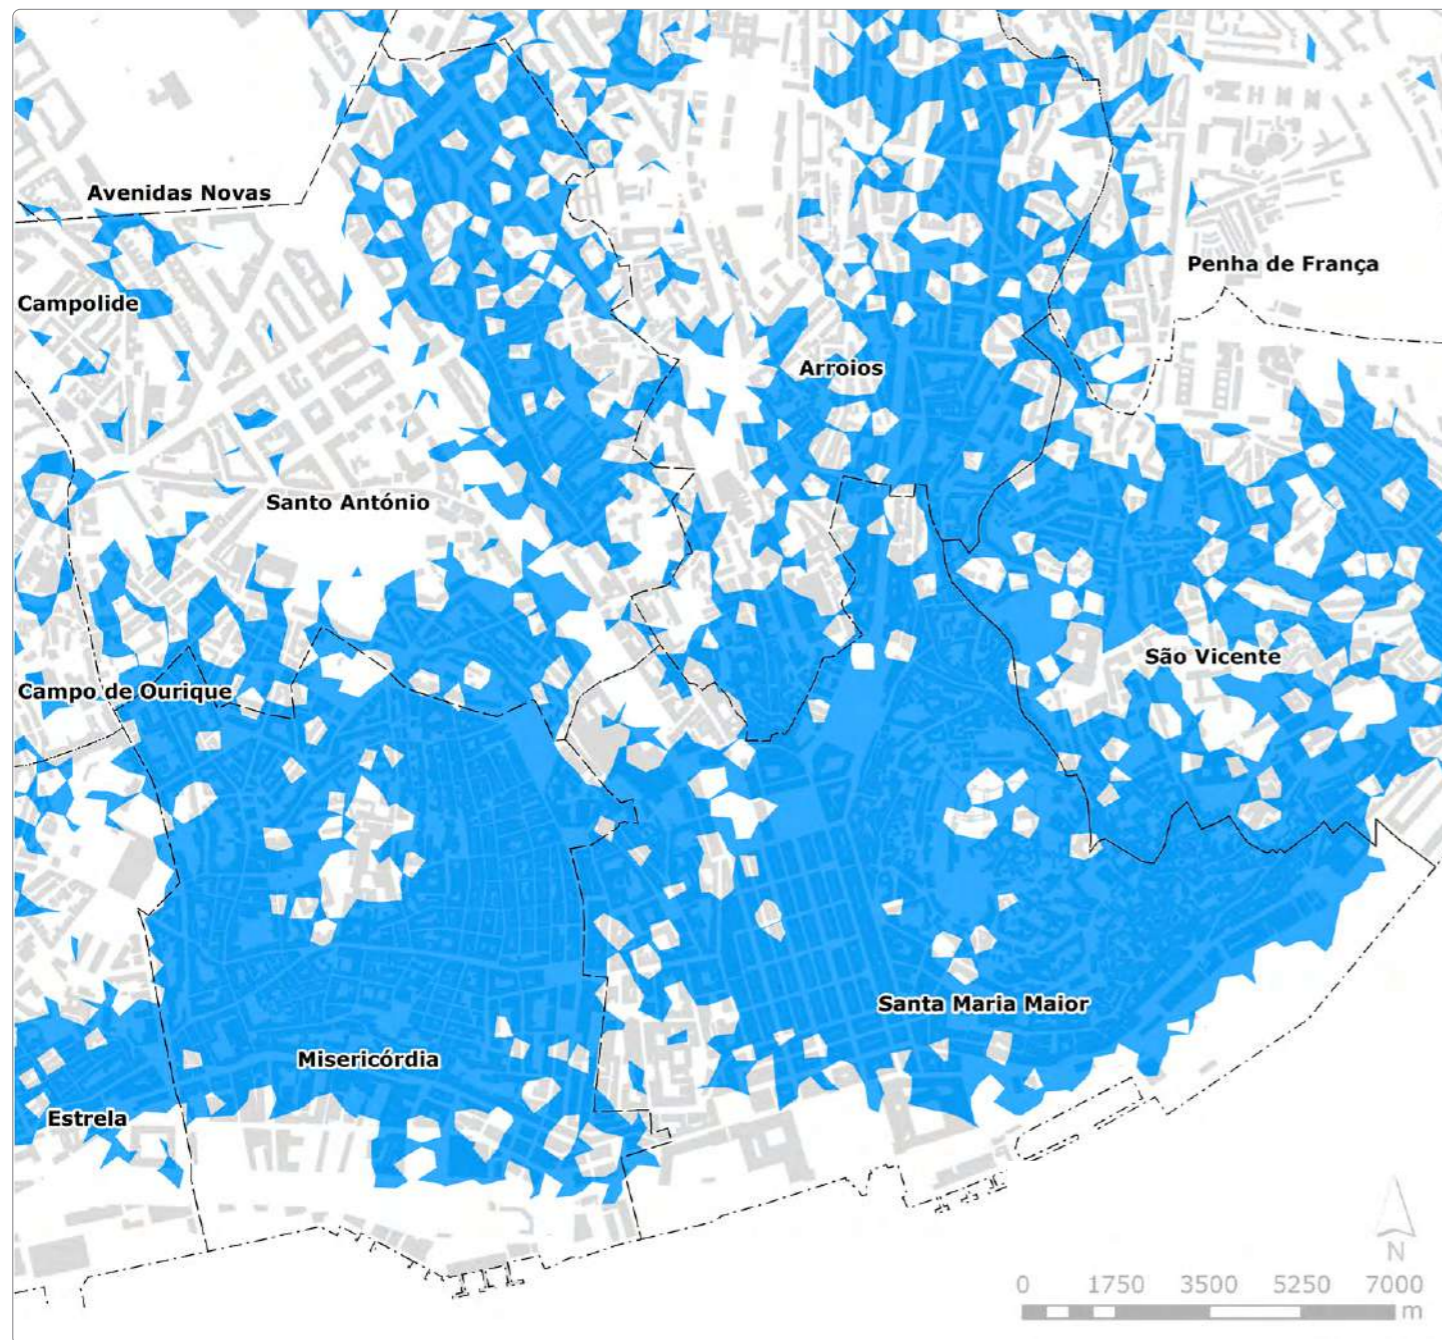 Avenidas Novas
Penha de França
Campolide
Arroios
Santo António
São Vicente
Campo de Ourique
Santa Maria Maior
Misericórdia
Estrela
N
0 1750 3500 5250 7000
m